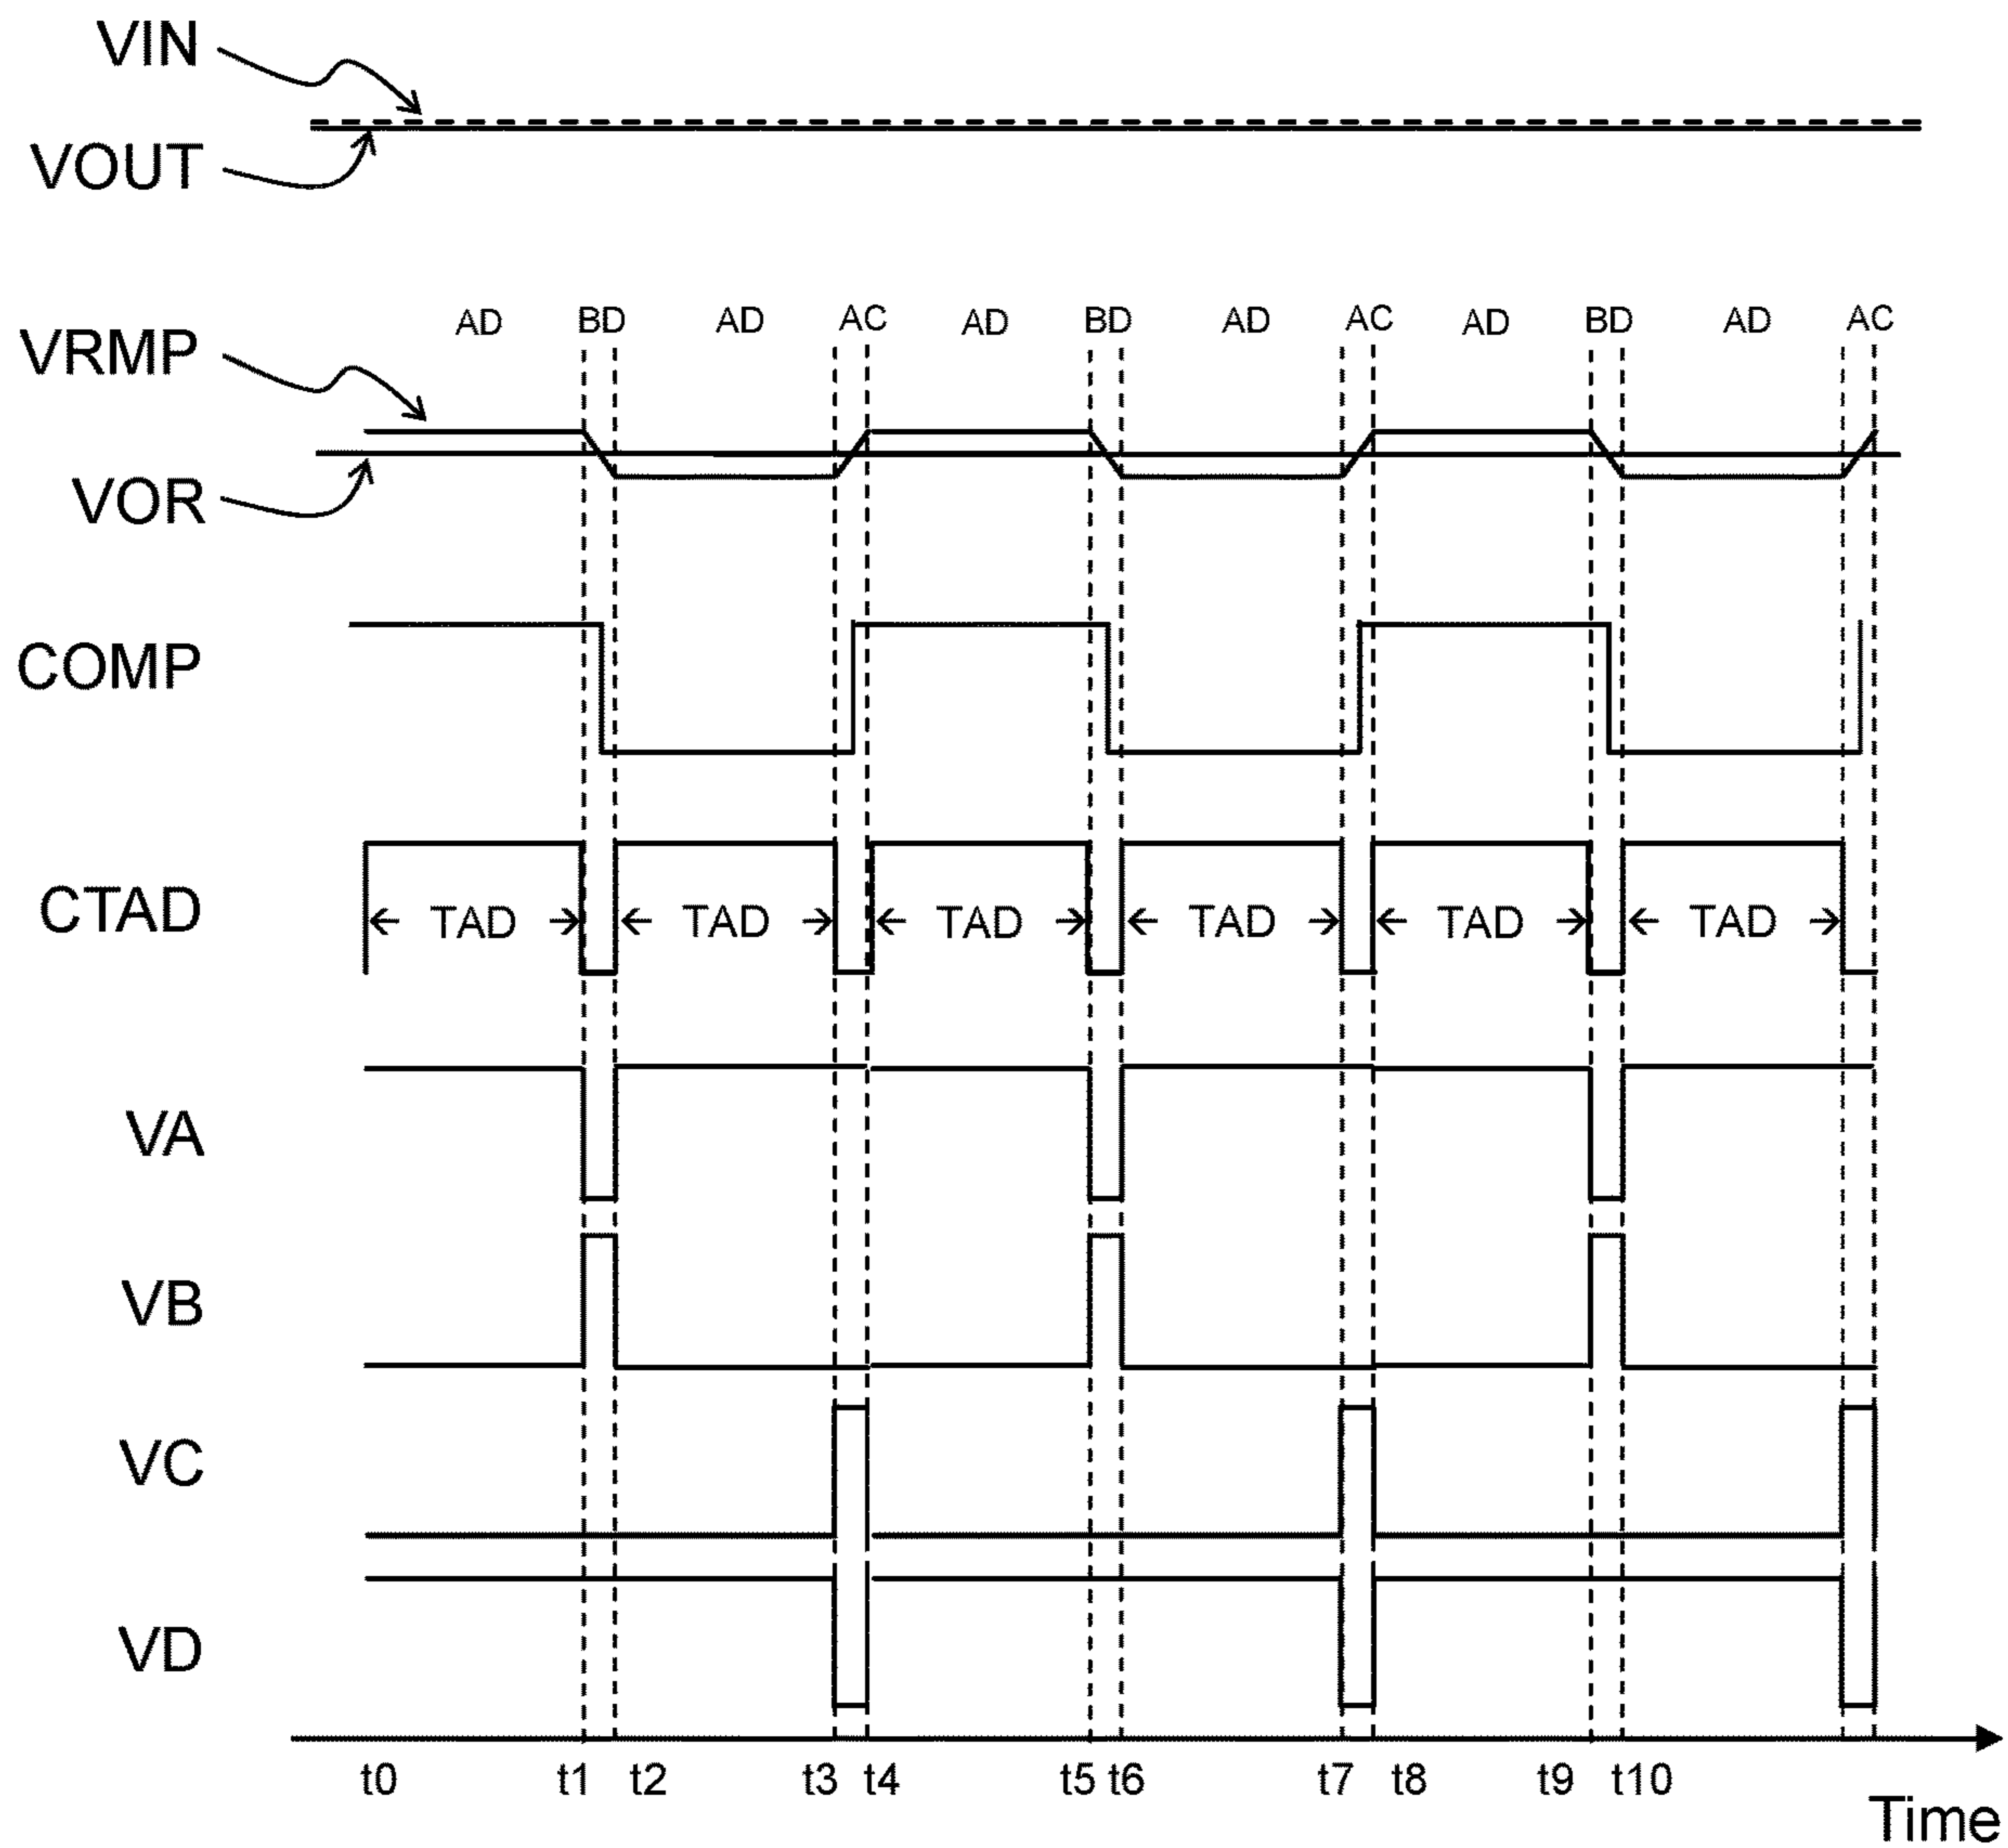 VIN
VOUT
AD BD AD AC AD BD AD AC AD BD AD AC
VRMP
VOR
COMP
CTAD
TAD TAD TAD TAD TAD TAD
VA
VB
VC
VD
t0 t1 t2 t3 t4 t5 t6 t7 t8 t9 t10
Time